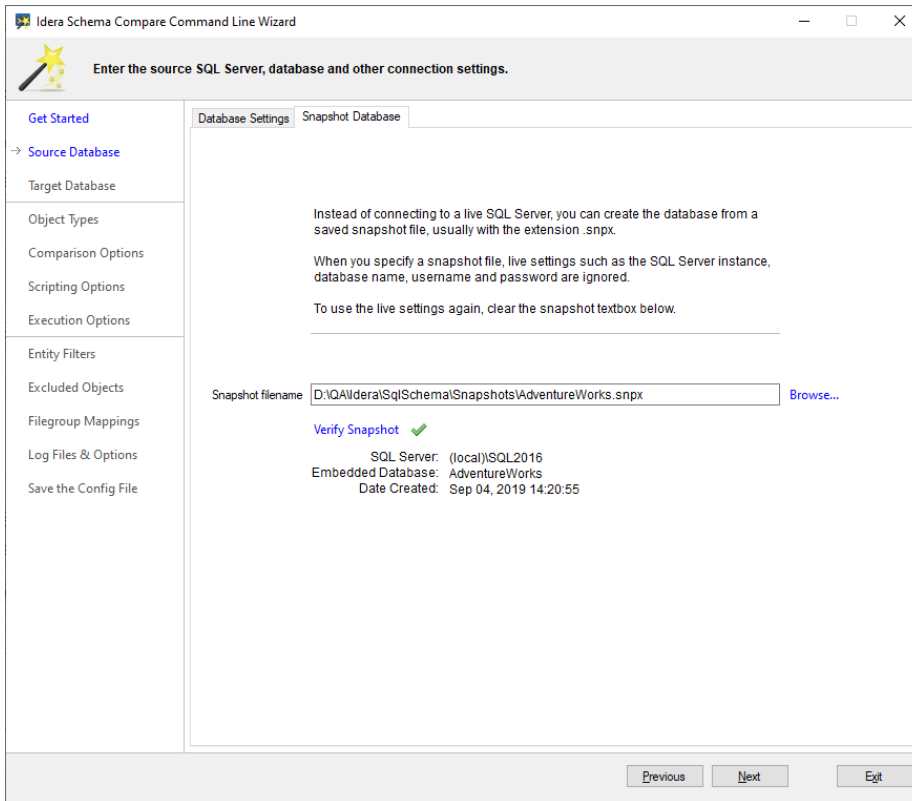 Idera Schema Compare Command Line Wizard
Enter the source SQL Server, database and other connection settings.
Get Started
Source Database
Target Database
Object Types
Comparison Options
Scripting Options
Execution Options
Entity Filters
Excluded Objects
Filegroup Mappings
Log Files & Options
Save the Config File
Database Settings
Snapshot Database
Instead of connecting to a live SQL Server, you can create the database from a
saved snapshot file, usually with the extension .snpx.
When you specify a snapshot file, live settings such as the SQL Server instance,
database name, username and password are ignored.
To use the live settings again, clear the snapshot textbox below.
Snapshot filename D:\QA\Idera\SqlSchema\Snapshots\AdventureWorks.snpx Browse...
Verify Snapshot
SQL Server: (local)\SQL2016
Embedded Database: AdventureWorks
Date Created: Sep 04, 2019 14:20:55
Previous
Next
Exit